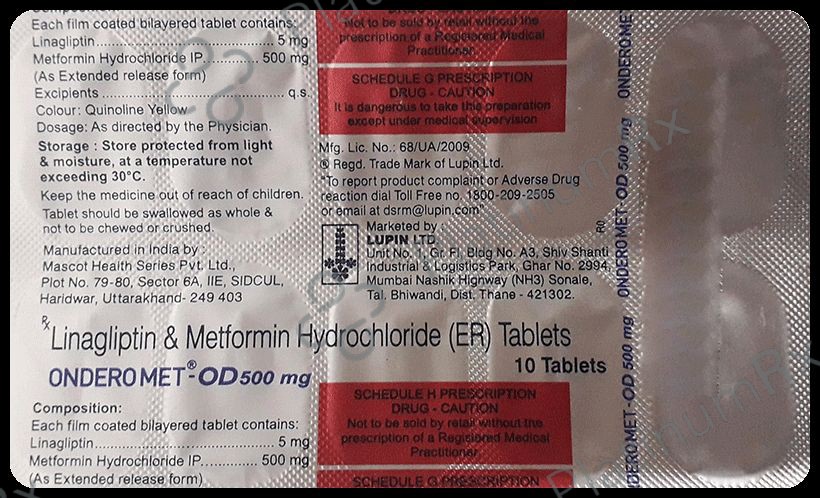 Each film coated bilayered tablet contains:
Linagliptin............................ 5 mg
Metformin Hydrochloride IP............ 500 mg
(As Extended release form)
Excipients ............................ q.s.
Colour: Quinoline Yellow
Dosage: As directed by the Physician.
Storage : Store protected from light
& moisture, at a temperature not
exceeding 30°C.
Keep the medicine out of reach of children.
Tablet should be swallowed as whole &
not to be chewed or crushed.
Manufactured in India by :
Mascot Health Series Pvt. Ltd.,
Plot No. 79-80, Sector 6A, IIE, SIDCUL,
Haridwar, Uttarakhand- 249 403
Not to be sold by retail without the
prescription of a Registered Medical
Practitioner.
SCHEDULE G PRESCRIPTION
DRUG - CAUTION
It is dangerous to take this preparation
except under medical supervision
Mfg. Lic. No.: 68/UA/2009
® Regd. Trade Mark of Lupin Ltd.
"To report product complaint or Adverse Drug
reaction dial Toll Free no. 1800-209-2505
or email at dsrm@lupin.com"
Marketed by
LUPIN LTD.
Unit No. 1, Gr. Fl, Bldg No. A3, Shiv Shanti
Industrial & Logistics Park, Ghar No. 2994,
Mumbai Nashik Highway (NH3) Sonale,
Tal. Bhiwandi, Dist. Thane - 421302.
R0
Rx Linagliptin & Metformin Hydrochloride (ER) Tablets
10 Tablets
ONDERO MET®-OD 500 mg
Composition:
Each film coated bilayered tablet contains:
Linagliptin............................ 5 mg
Metformin Hydrochloride IP............ 500 mg
(As Extended release form)
SCHEDULE H PRESCRIPTION
DRUG - CAUTION
Not to be sold by retail without the
prescription of a Registered Medical
Practitioner
SCHEDULE G PRESCRIPTION
ONDERO MET-OD 500 mg
ONDERO MET-OD 500 mg